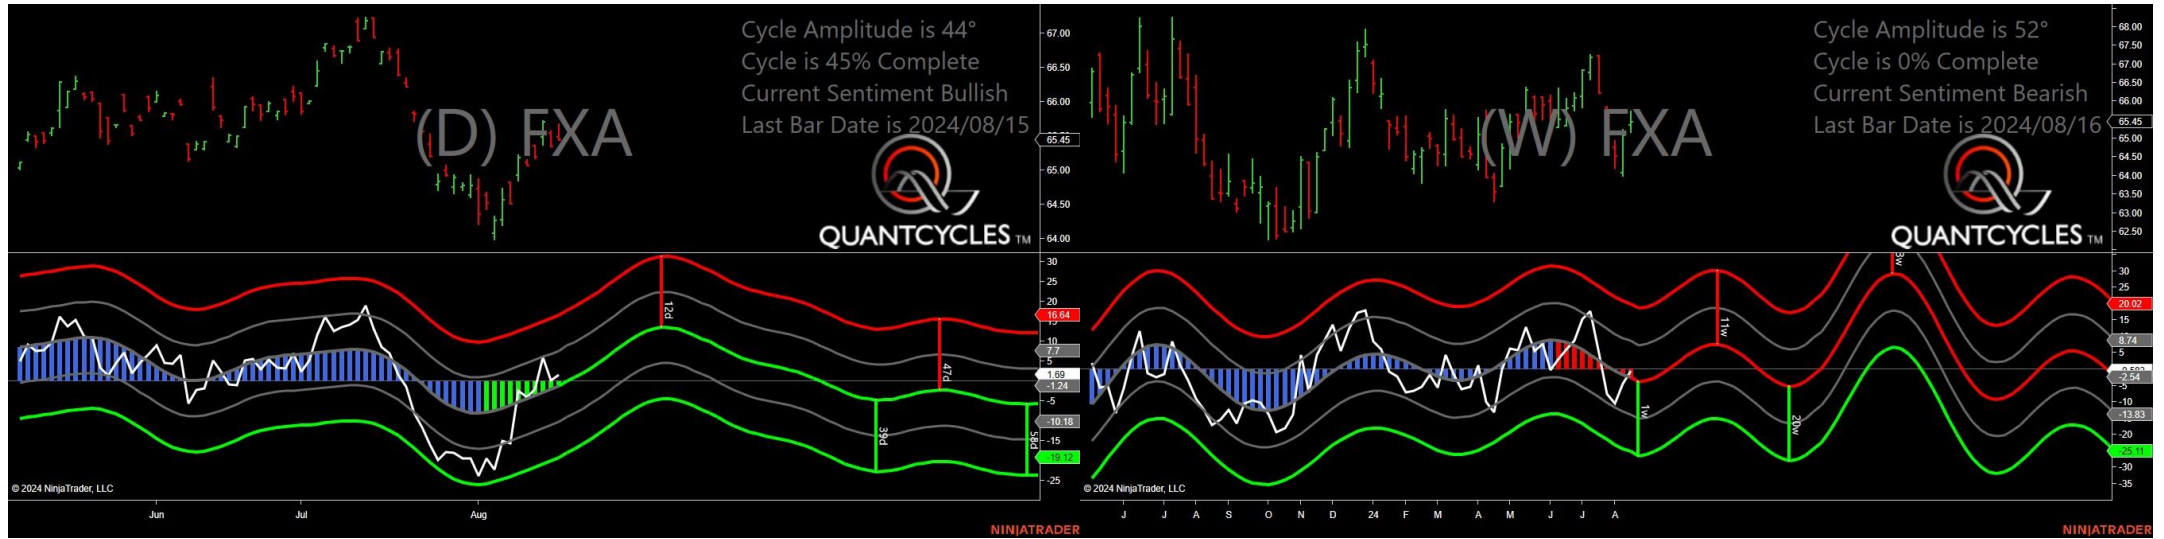 Cycle Amplitude is 44°
Cycle is 45% Complete
Current Sentiment Bullish
Last Bar Date is 2024/08/15
(D) FXA
QUANTCYCLES TM
67.00
66.50
66.00
65.45
65.00
64.50
64.00
30
25
20
16.64
10
7.7
5
1.69
-1.24
-5
-10.18
-15
-19.12
-25
12d
47d
39d
58d
© 2024 NinjaTrader, LLC
Jun
Jul
Aug
NINJATRADER
Cycle Amplitude is 52°
Cycle is 0% Complete
Current Sentiment Bearish
Last Bar Date is 2024/08/16
(W) FXA
QUANTCYCLES TM
68.00
67.50
67.00
66.50
66.00
65.45
65.00
64.50
64.00
63.50
63.00
62.50
30
25
20.02
15
8.74
5
-2.54
-5
-10
-13.83
-20
-25.11
-30
-35
1w
11w
20w
3w
© 2024 NinjaTrader, LLC
J J A S O N D 24 F M A M J J A
NINJATRADER